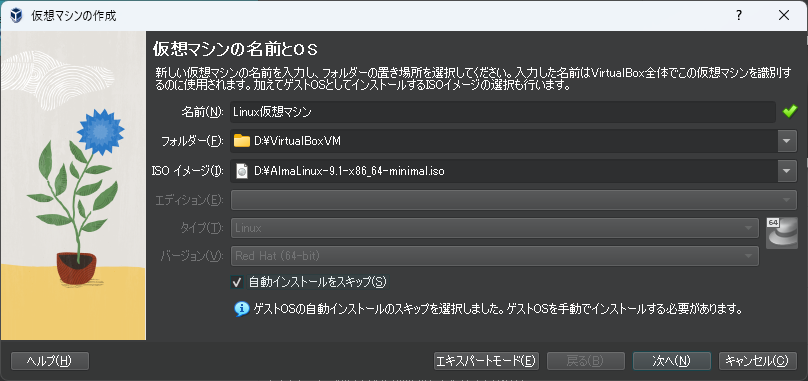 仮想マシンの作成
?
仮想マシンの名前とOS
新しい仮想マシンの名前を入力し、フォルダーの置き場所を選択してください。入力した名前はVirtualBox全体でこの仮想マシンを識別す
るのに使用されます。加えてゲストOSとしてインストールするISOイメージの選択も行います。
名前(N): Linux仮想マシン
フォルダー(F): D:¥VirtualBoxVM
ISO イメージ(I): D:¥AlmaLinux-9.1-x86_64-minimal.iso
エディション(E):
タイプ(T): Linux
64
バージョン(V): Red Hat (64-bit)
自動インストールをスキップ(S)
ゲストOSの自動インストールのスキップを選択しました。ゲストOSを手動でインストールする必要があります。
ヘルプ(H) エキスパートモード(E) 戻る(B) 次へ(N) キャンセル(C)